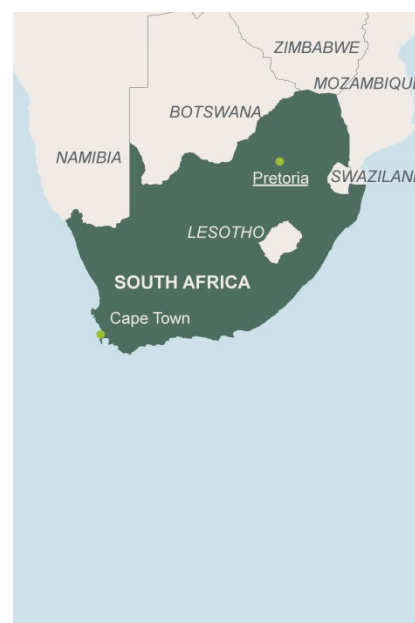 ZIMBABWE
MOZAMBIQU
BOTSWANA
NAMIBIA
Pretoria
SWAZILAN
LESOTHO
SOUTH AFRICA
Cape Town